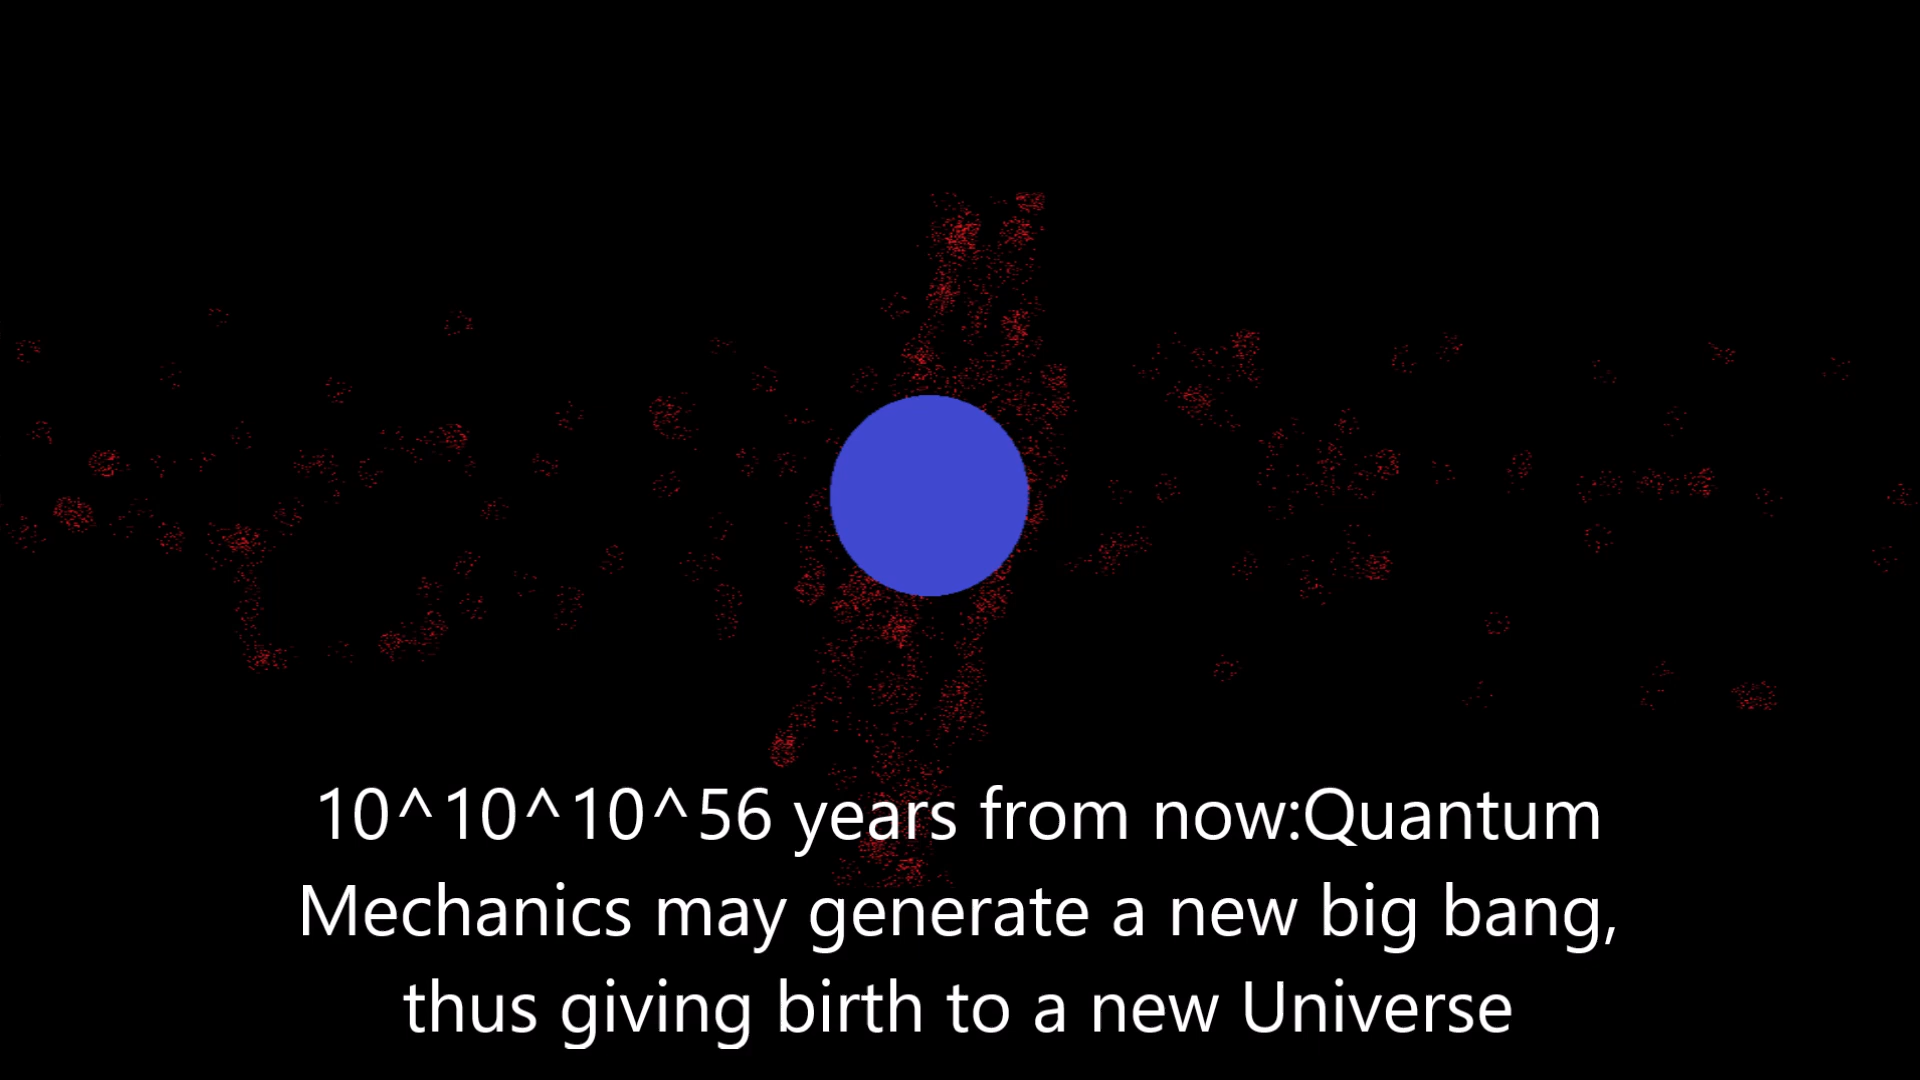 10^10^10^56 years from now:Quantum
Mechanics may generate a new big bang,
thus giving birth to a new Universe